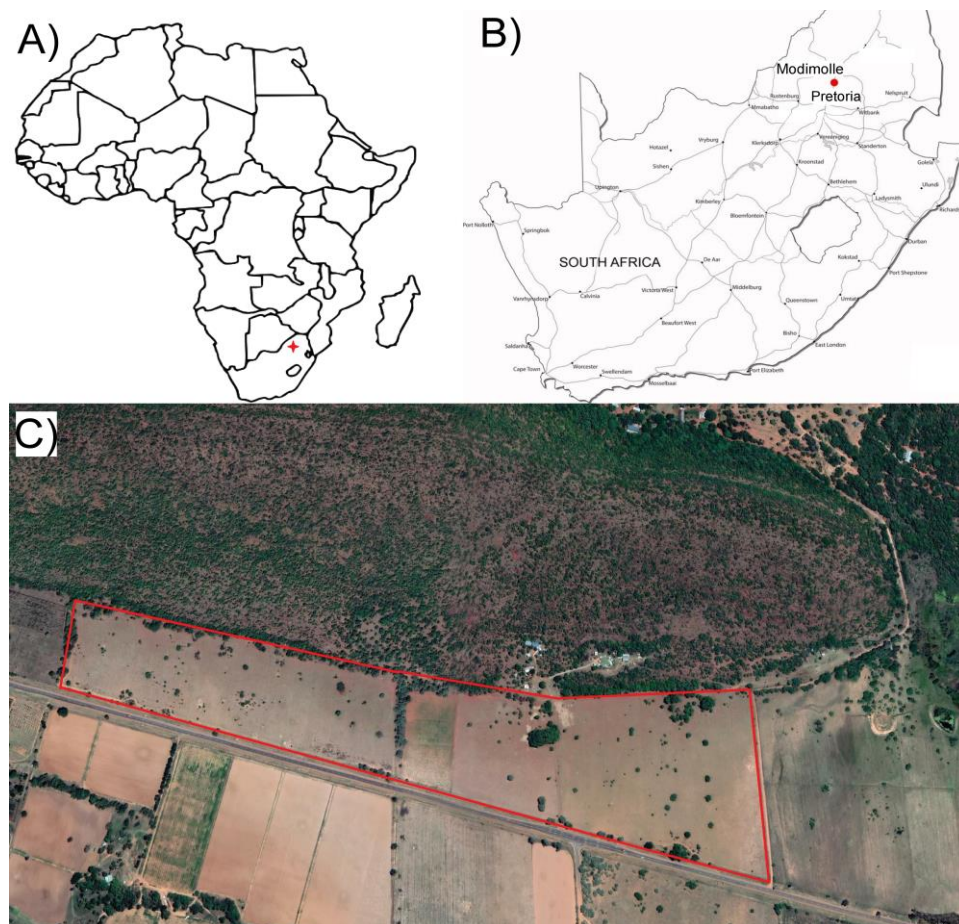 A)
B)
Modimolle
Pretoria
Rustenburg
Mmabatho
Nelspruit
Witbank
Vereeniging
Standerton
Klerksdorp
Vryburg
Hotazel
Sishen
Kroonstad
Golela
Bethlehem
Ulundi
Ladysmith
Upington
Kimberley
Richards
Bloemfontein
Port Nolloth
Springbok
Durban
SOUTH AFRICA
De Aar
Kokstad
Port Shepstone
Vanrhynsdorp
Calvinia
Victoria West
Middelburg
Queenstown
Umtata
Beaufort West
Bisho
East London
Saldanha
Cape Town
Worcester
Swellendam
Mosselbaai
Port Elizabeth
C)